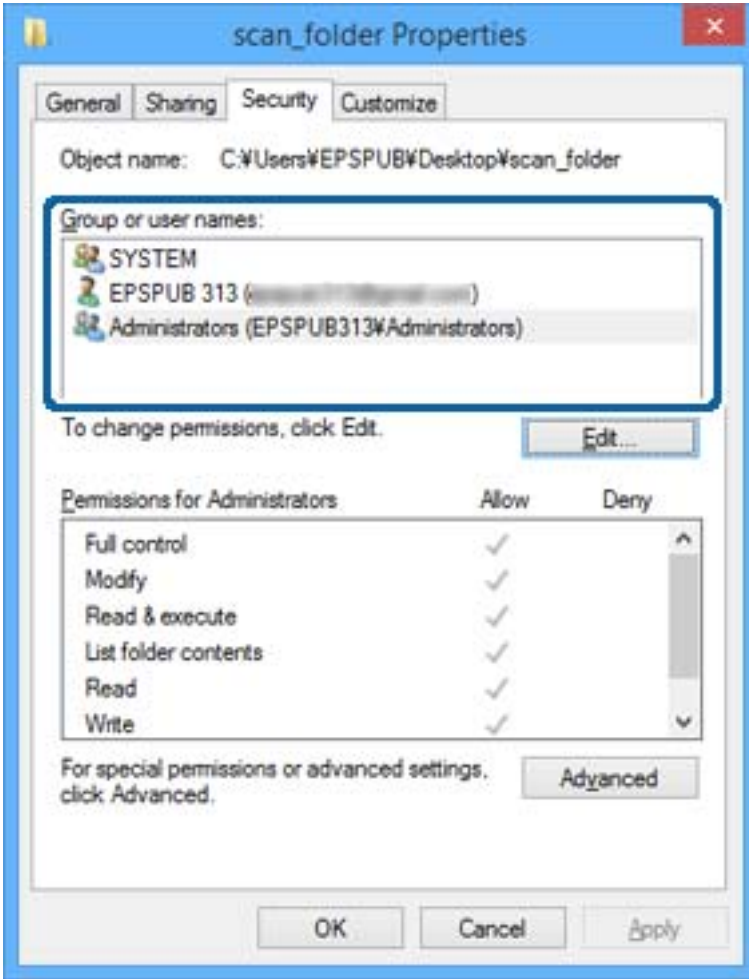 scan_folder Properties
General Sharing Security Customize
Object name: C:¥Users¥EPSPUB¥Desktop¥scan_folder
Group or user names:
SYSTEM
EPSPUB 313 ( )
Administrators (EPSPUB313¥Administrators)
To change permissions, click Edit.
Edit...
Permissions for Administrators Allow Deny
Full control
Modify
Read & execute
List folder contents
Read
Write
For special permissions or advanced settings,
click Advanced.
Advanced
OK Cancel Apply